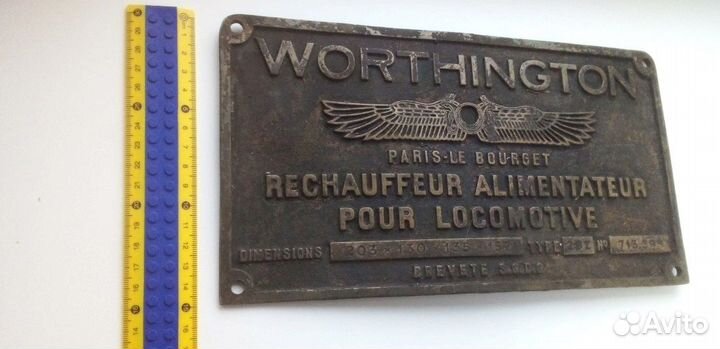 WORTHINGTON
PARIS-LE BOURGET
RECHAUFFEUR ALIMENTATEUR
POUR LOCOMOTIVE
DIMENSIONS TYPE No
BREVETE S.G.D.G.
Avito